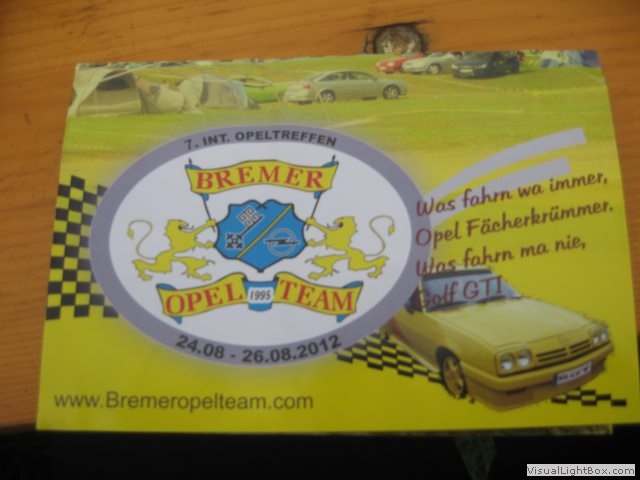 7. INT. OPELTREFFEN
BREMER
OPEL 1995 TEAM
24.08 - 26.08.2012
Was fahrn wa immer,
Opel Fächerkrümmer.
Was fahrn ma nie,
Golf GTI
www.Bremeropelteam.com
BOT
VisualLightBox.com